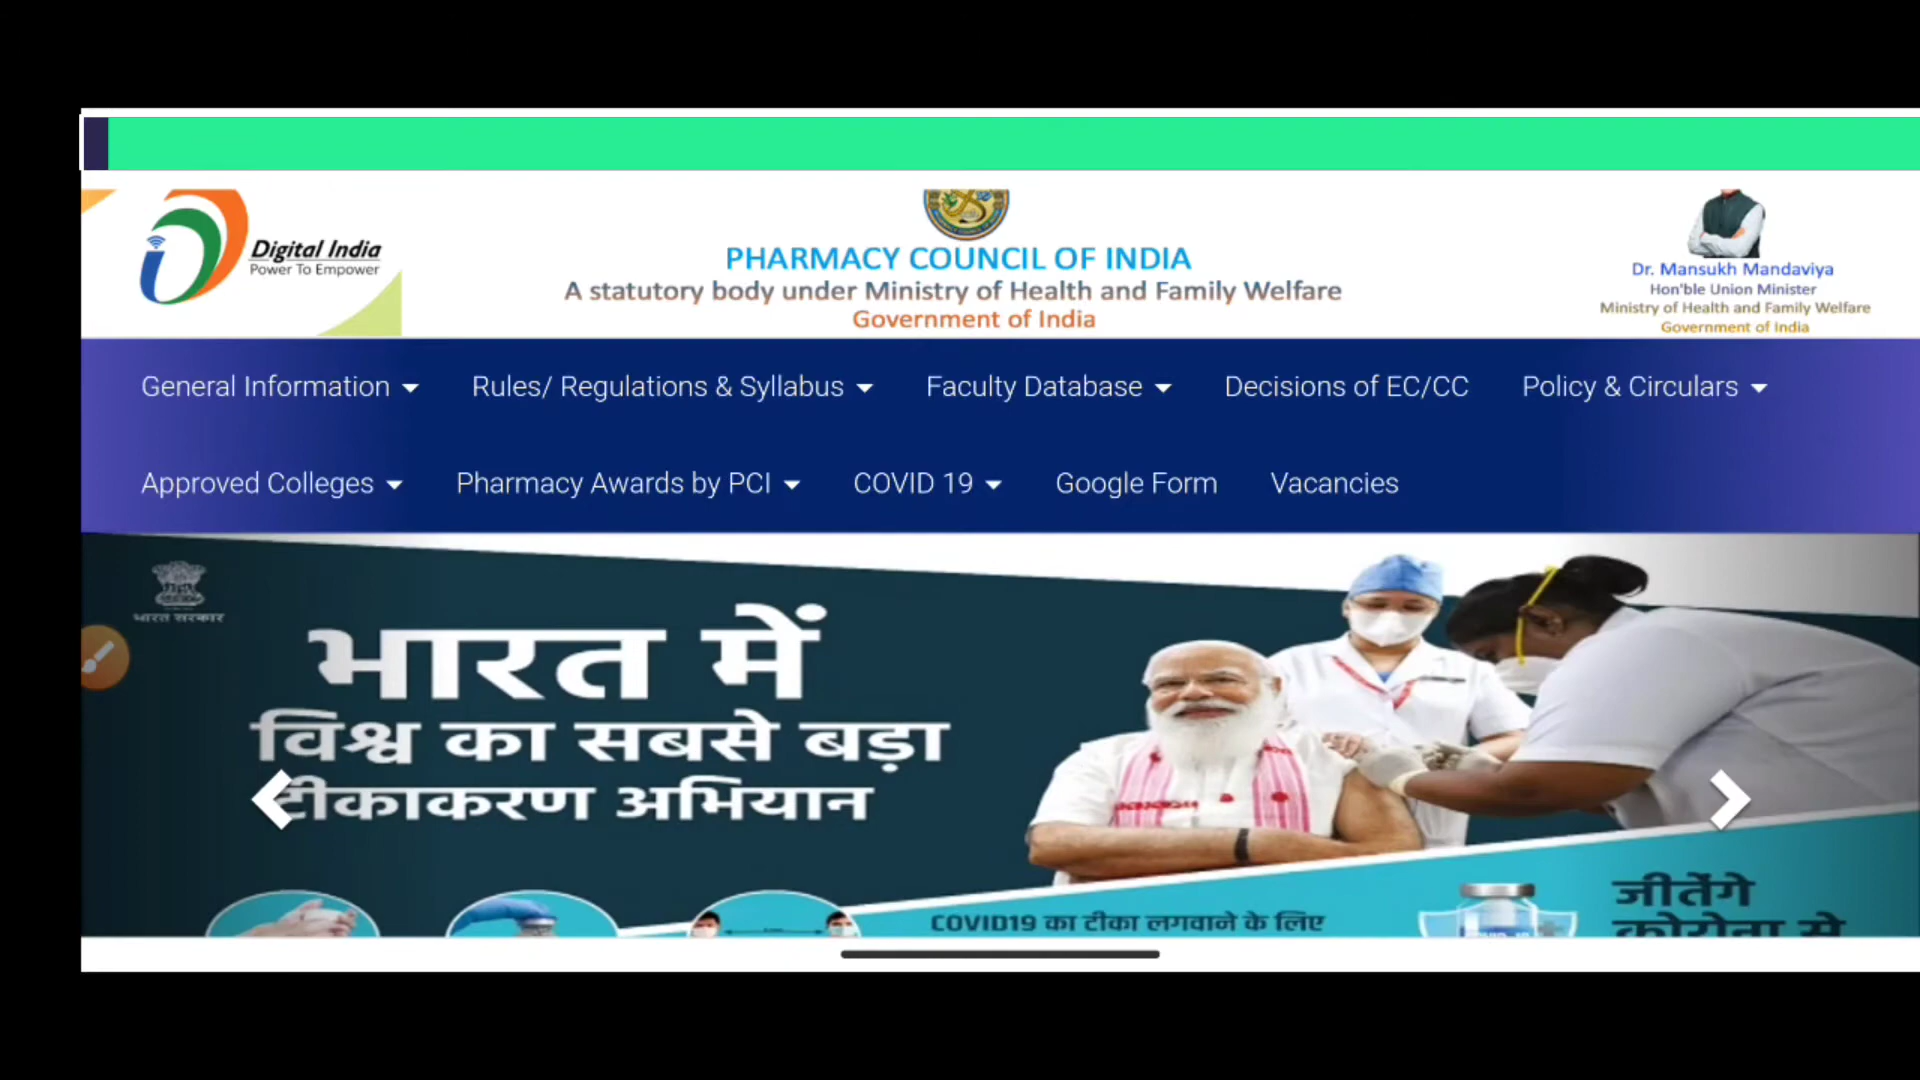 Digital India
Power To Empower
PHARMACY COUNCIL OF INDIA
A statutory body under Ministry of Health and Family Welfare
Government of India
Dr. Mansukh Mandaviya
Hon'ble Union Minister
Ministry of Health and Family Welfare
Government of India
General Information
Rules/ Regulations & Syllabus
Faculty Database
Decisions of EC/CC
Policy & Circulars
Approved Colleges
Pharmacy Awards by PCI
COVID 19
Google Form
Vacancies
भारत सरकार
भारत में
विश्व का सबसे बड़ा
टीकाकरण अभियान
COVID19 का टीका लगवाने के लिए
जीतेंगे
कोरोना से